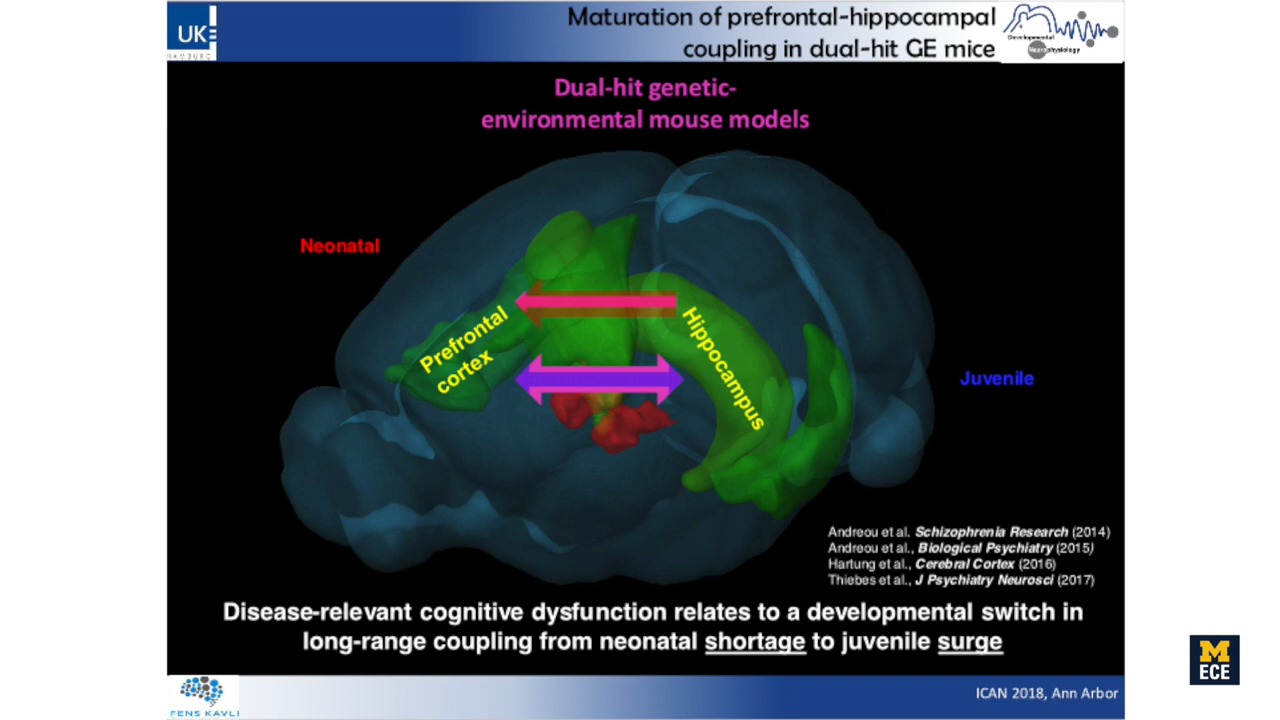 UKE
HAMBURG
Maturation of prefrontal-hippocampal
coupling in dual-hit GE mice
Developmental
Neurophysiology
Dual-hit genetic-
environmental mouse models
Neonatal
Prefrontal
cortex
Hippocampus
Juvenile
Andreou et al. Schizophrenia Research (2014)
Andreou et al., Biological Psychiatry (2015)
Hartung et al., Cerebral Cortex (2016)
Thiebes et al., J Psychiatry Neurosci (2017)
Disease-relevant cognitive dysfunction relates to a developmental switch in
long-range coupling from neonatal shortage to juvenile surge
FENS KAVLI
ICAN 2018, Ann Arbor
M
ECE